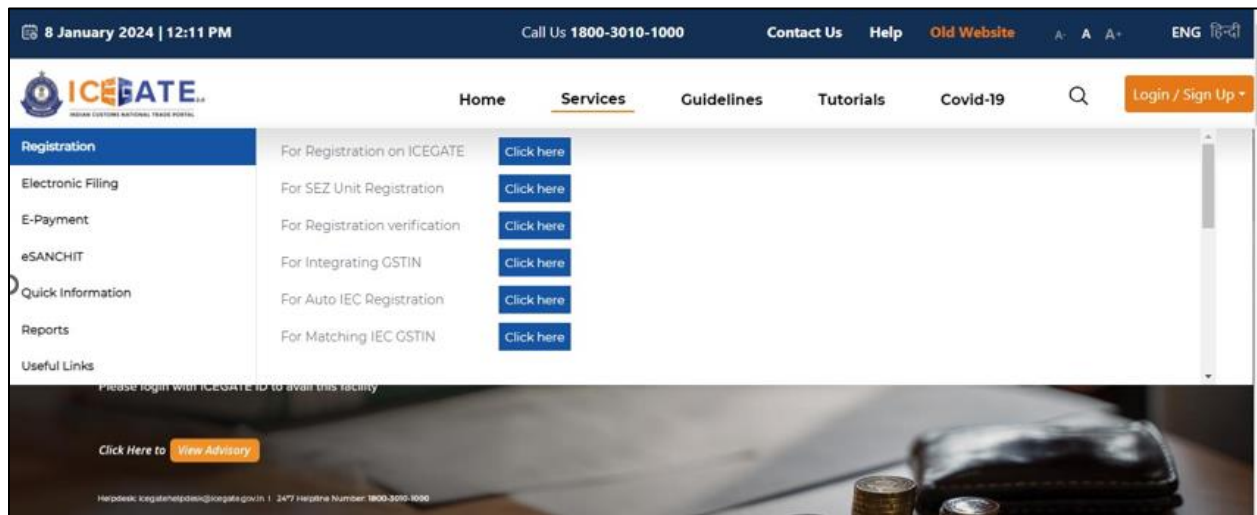 8 January 2024 | 12:11 PM Call Us 1800-3010-1000 Contact Us Help Old Website A- A A+ ENG हिन्दी
ICEGATE
INDIAN CUSTOMS NATIONAL TRADE PORTAL
Home Services Guidelines Tutorials Covid-19 Login / Sign Up
Registration
Electronic Filing
E-Payment
eSANCHIT
Quick Information
Reports
Useful Links
For Registration on ICEGATE Click here
For SEZ Unit Registration Click here
For Registration verification Click here
For Integrating GSTIN Click here
For Auto IEC Registration Click here
For Matching IEC GSTIN Click here
Please login with ICEGATE ID to avail this facility
Click Here to View Advisory
Helpdesk: icegatehelpdesk@icegate.gov.in | 24*7 Helpline Number: 1800-3010-1000